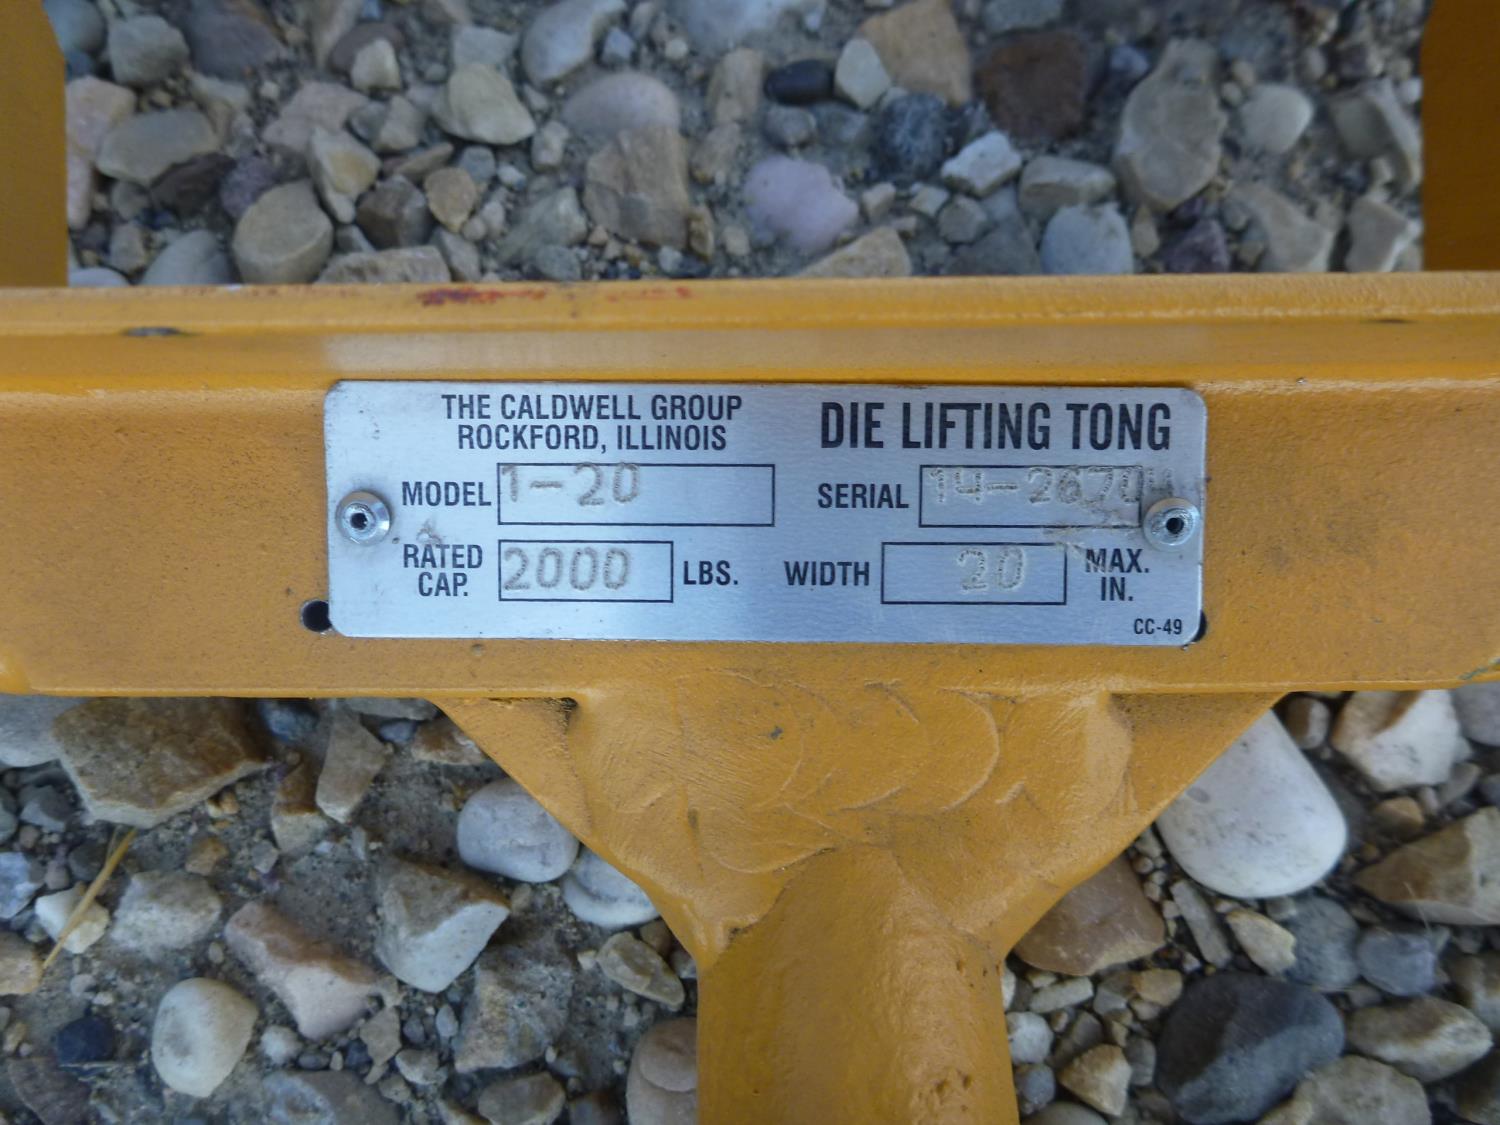 THE CALDWELL GROUP
ROCKFORD, ILLINOIS
DIE LIFTING TONG
MODEL 1-20
SERIAL
RATED CAP. 2000 LBS.
WIDTH 20 MAX. IN.
CC-49